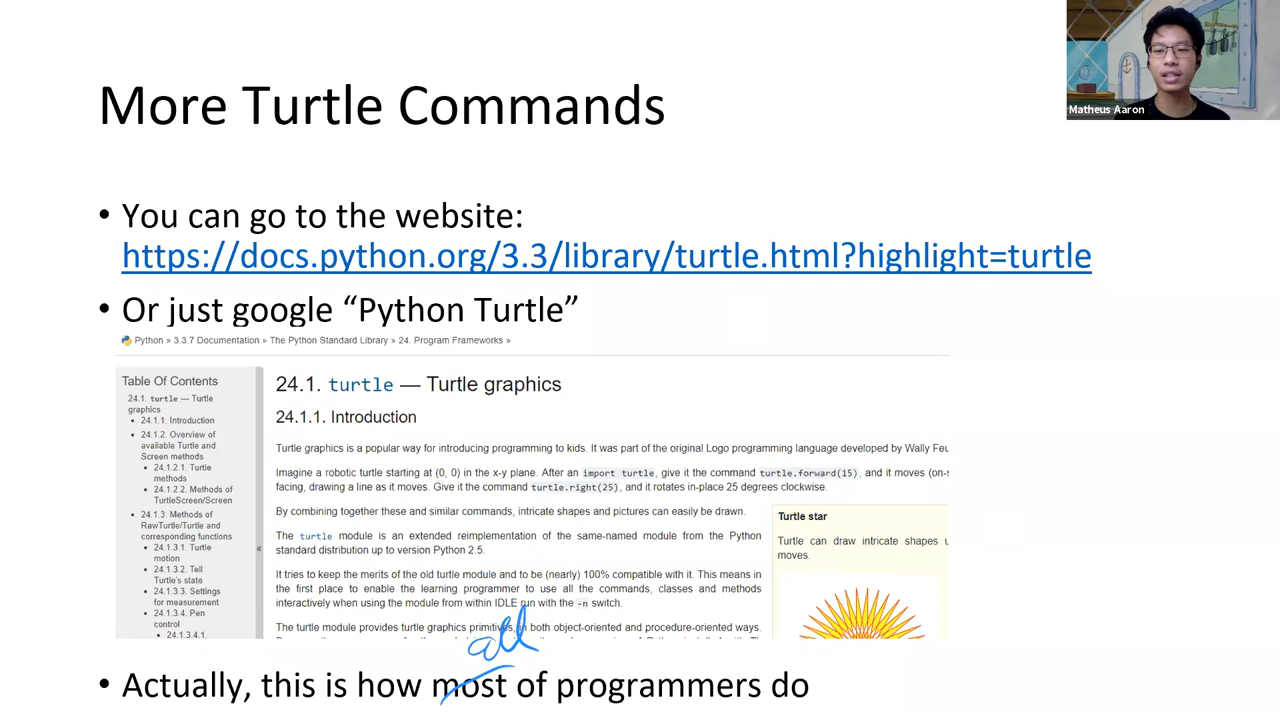 More Turtle Commands
Matheus Aaron
• You can go to the website:
https://docs.python.org/3.3/library/turtle.html?highlight=turtle
• Or just google “Python Turtle”
Python » 3.3.7 Documentation » The Python Standard Library » 24. Program Frameworks »
Table Of Contents
24.1. turtle — Turtle
graphics
24.1.1. Introduction
24.1.2. Overview of
available Turtle and
Screen methods
24.1.2.1. Turtle
methods
24.1.2.2. Methods of
TurtleScreen/Screen
24.1.3. Methods of
RawTurtle/Turtle and
corresponding functions
24.1.3.1. Turtle
motion
24.1.3.2. Tell
Turtle's state
24.1.3.3. Settings
for measurement
24.1.3.4. Pen
control
24.1.3.4.1.
«
24.1. turtle — Turtle graphics
24.1.1. Introduction
Turtle graphics is a popular way for introducing programming to kids. It was part of the original Logo programming language developed by Wally Feu
Imagine a robotic turtle starting at (0, 0) in the x-y plane. After an import turtle, give it the command turtle.forward(15), and it moves (on-s
facing, drawing a line as it moves. Give it the command turtle.right(25), and it rotates in-place 25 degrees clockwise.
By combining together these and similar commands, intricate shapes and pictures can easily be drawn.
The turtle module is an extended reimplementation of the same-named module from the Python
standard distribution up to version Python 2.5.
It tries to keep the merits of the old turtle module and to be (nearly) 100% compatible with it. This means in
the first place to enable the learning programmer to use all the commands, classes and methods
interactively when using the module from within IDLE run with the -n switch.
The turtle module provides turtle graphics primitives, in both object-oriented and procedure-oriented ways.
Turtle star
Turtle can draw intricate shapes u
moves.
all
• Actually, this is how most of programmers do